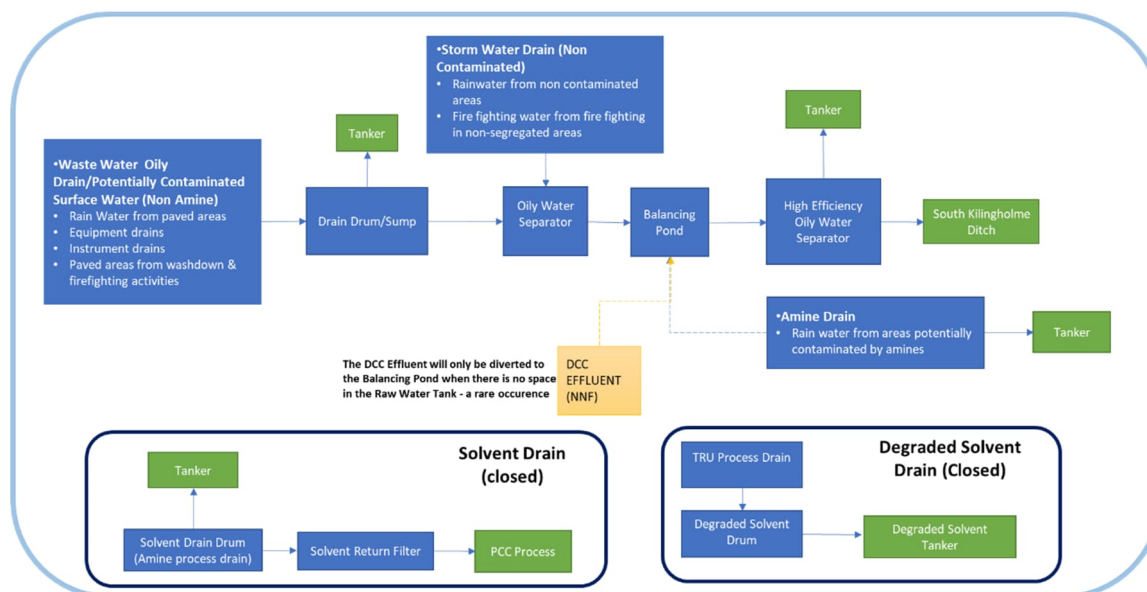 •Storm Water Drain (Non
Contaminated)
• Rainwater from non contaminated
areas
• Fire fighting water from fire fighting
in non-segregated areas
Tanker
Tanker
•Waste Water Oily
Drain/Potentially Contaminated
Surface Water (Non Amine)
• Rain Water from paved areas
• Equipment drains
• Instrument drains
• Paved areas from washdown &
firefighting activities
Drain Drum/Sump
Oily Water
Separator
Balancing
Pond
High Efficiency
Oily Water
Separator
South Kilingholme
Ditch
•Amine Drain
• Rain water from areas potentially
contaminated by amines
Tanker
The DCC Effluent will only be diverted to
the Balancing Pond when there is no space
in the Raw Water Tank - a rare occurence
DCC
EFFLUENT
(NNF)
Solvent Drain
(closed)
Tanker
Solvent Drain Drum
(Amine process drain)
Solvent Return Filter
PCC Process
Degraded Solvent
Drain (Closed)
TRU Process Drain
Degraded Solvent
Drum
Degraded Solvent
Tanker